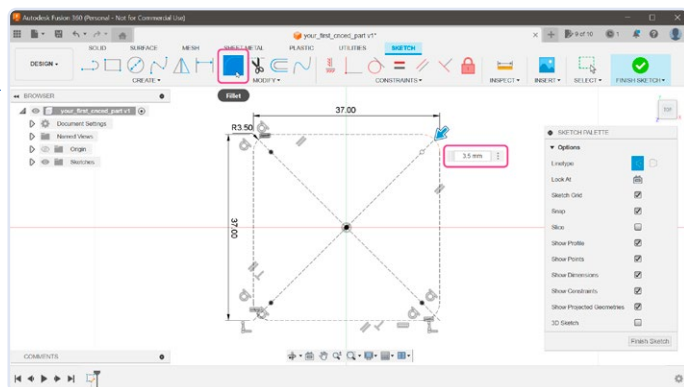 Autodesk Fusion 360 (Personal - Not for Commercial Use)
your_first_cnced_part v1*
9 of 10
1
SOLID SURFACE MESH SHEET METAL PLASTIC UTILITIES SKETCH
DESIGN
CREATE MODIFY CONSTRAINTS INSPECT INSERT SELECT FINISH SKETCH
Fillet
BROWSER
your_first_cnced_part v1
Document Settings
Named Views
Origin
Sketches
37.00
R3.50
37.00
3.5 mm
SKETCH PALETTE
Options
Linetype
Look At
Sketch Grid
Snap
Slice
Show Profile
Show Points
Show Dimensions
Show Constraints
Show Projected Geometries
3D Sketch
Finish Sketch
COMMENTS